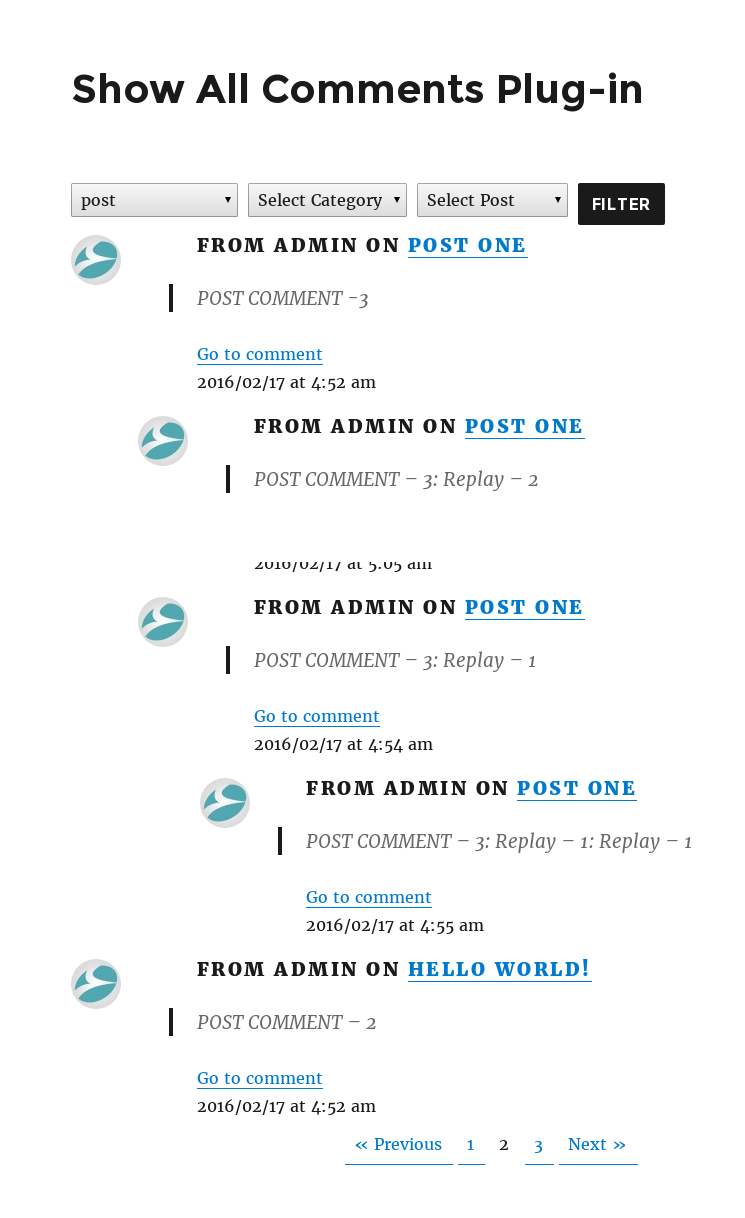 Show All Comments Plug-in
post Select Category Select Post FILTER
FROM ADMIN ON POST ONE
POST COMMENT -3
Go to comment
2016/02/17 at 4:52 am
FROM ADMIN ON POST ONE
POST COMMENT – 3: Replay – 2
2016/02/17 at 5:05 am
FROM ADMIN ON POST ONE
POST COMMENT – 3: Replay – 1
Go to comment
2016/02/17 at 4:54 am
FROM ADMIN ON POST ONE
POST COMMENT – 3: Replay – 1: Replay – 1
Go to comment
2016/02/17 at 4:55 am
FROM ADMIN ON HELLO WORLD!
POST COMMENT – 2
Go to comment
2016/02/17 at 4:52 am
« Previous 1 2 3 Next »